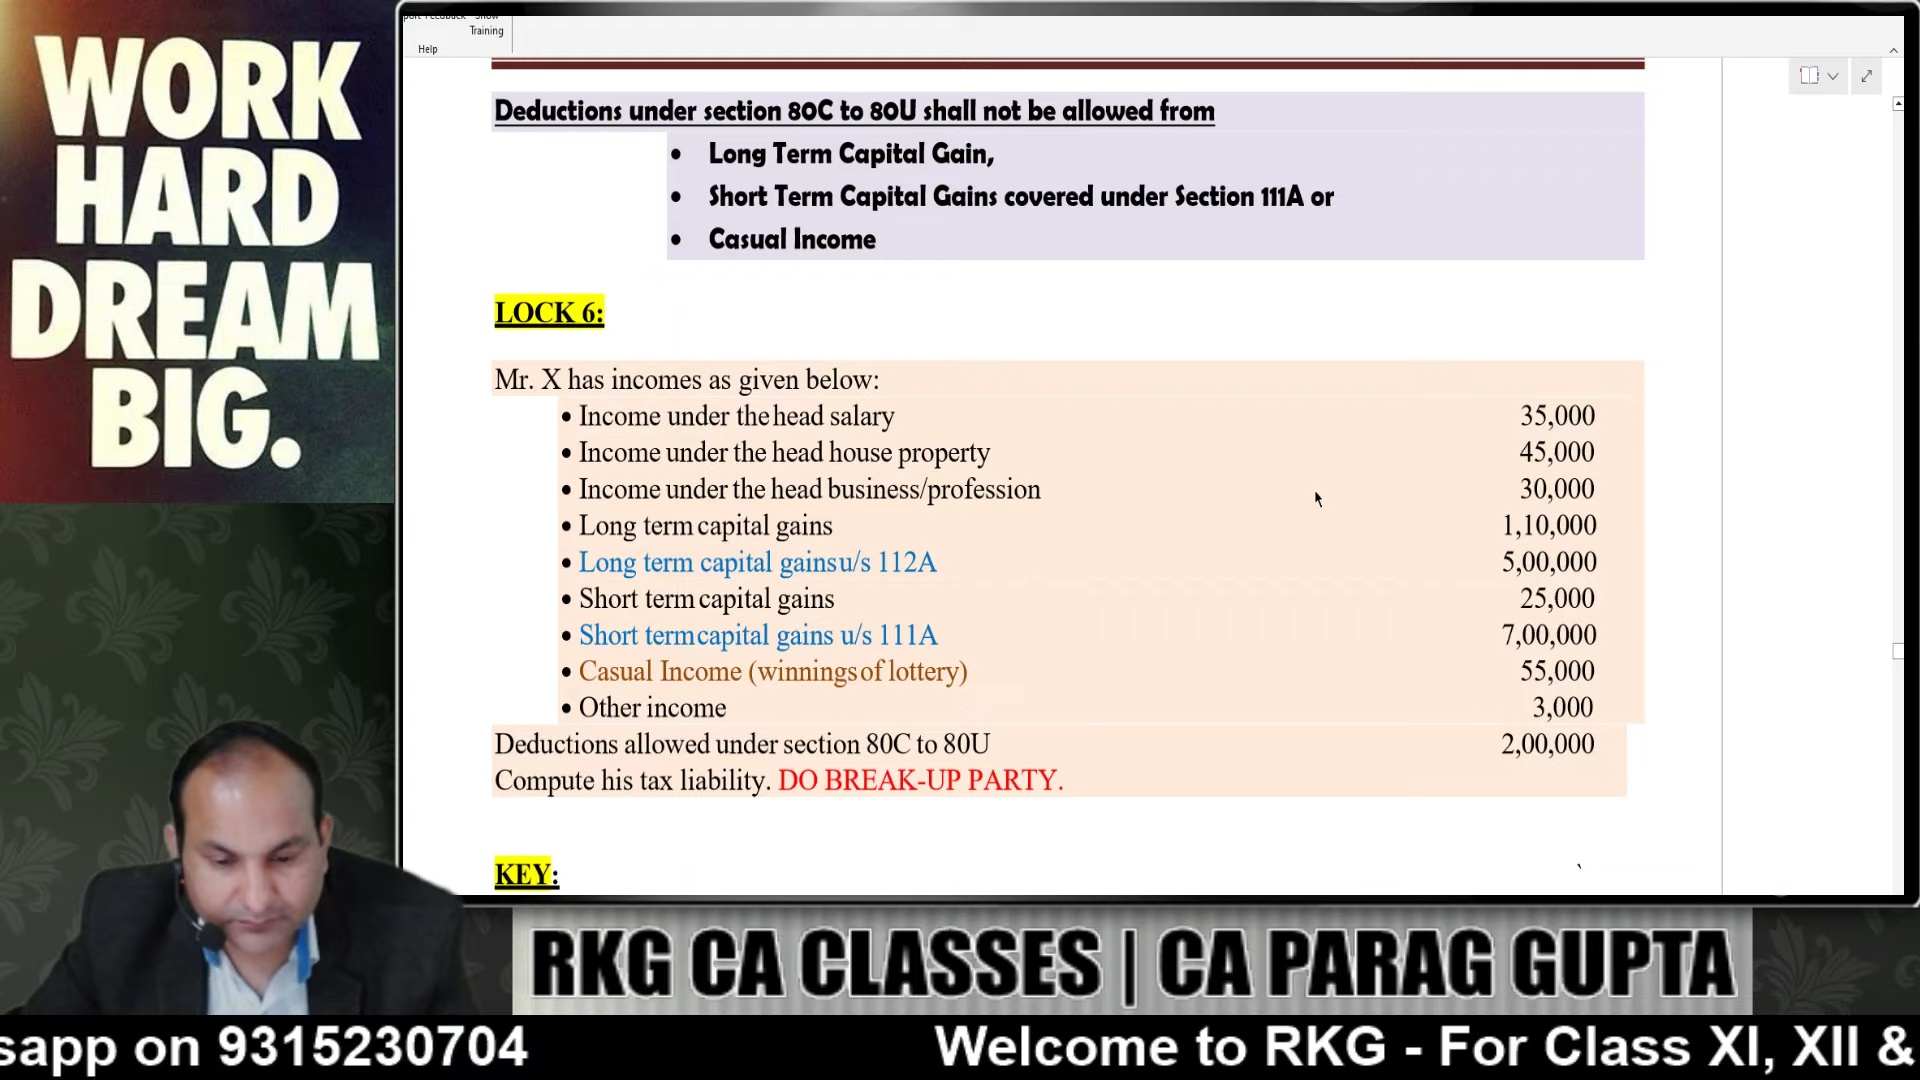 WORK
HARD
DREAM
BIG.
Feedback Show
Training
Help
Deductions under section 80C to 80U shall not be allowed from
• Long Term Capital Gain,
• Short Term Capital Gains covered under Section 111A or
• Casual Income
LOCK 6:
Mr. X has incomes as given below:
• Income under the head salary 35,000
• Income under the head house property 45,000
• Income under the head business/profession 30,000
• Long term capital gains 1,10,000
• Long term capital gains u/s 112A 5,00,000
• Short term capital gains 25,000
• Short term capital gains u/s 111A 7,00,000
• Casual Income (winnings of lottery) 55,000
• Other income 3,000
Deductions allowed under section 80C to 80U 2,00,000
Compute his tax liability. DO BREAK-UP PARTY.
KEY: `
RKG CA CLASSES | CA PARAG GUPTA
sapp on 9315230704 Welcome to RKG - For Class XI, XII &